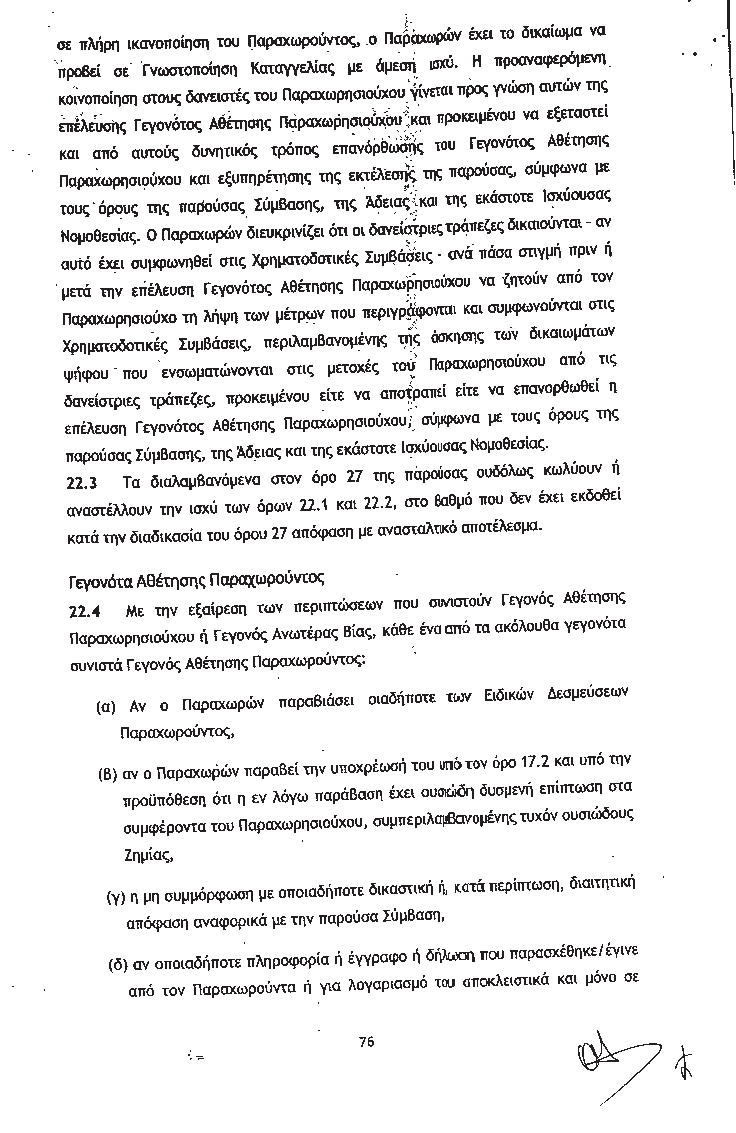 σε πλήρη ικανοποίηση του Παραχωρούντος, ο Παραχωρών έχει το δικαίωμα να
προβεί σε Γνωστοποίηση Καταγγελίας με άμεση ισχύ. Η προαναφερόμενη
κοινοποίηση στους δανειστές του Παραχωρησιούχου γίνεται προς γνώση αυτών της
επέλευσης Γεγονότος Αθέτησης Παραχωρησιούχου και προκειμένου να εξεταστεί
και από αυτούς δυνητικός τρόπος επανόρθωσης του Γεγονότος Αθέτησης
Παραχωρησιούχου και εξυπηρέτησης της εκτέλεσης της παρούσας, σύμφωνα με
τους όρους της παρούσας Σύμβασης, της Άδειας και της εκάστοτε Ισχύουσας
Νομοθεσίας. Ο Παραχωρών διευκρινίζει ότι οι δανείστριες τράπεζες δικαιούνται - αν
αυτό έχει συμφωνηθεί στις Χρηματοδοτικές Συμβάσεις - ανά πάσα στιγμή πριν ή
μετά την επέλευση Γεγονότος Αθέτησης Παραχωρησιούχου να ζητούν από τον
Παραχωρησιούχο τη λήψη των μέτρων που περιγράφονται και συμφωνούνται στις
Χρηματοδοτικές Συμβάσεις, περιλαμβανομένης της άσκησης των δικαιωμάτων
ψήφου που ενσωματώνονται στις μετοχές του Παραχωρησιούχου από τις
δανείστριες τράπεζες, προκειμένου είτε να αποτραπεί είτε να επανορθωθεί η
επέλευση Γεγονότος Αθέτησης Παραχωρησιούχου, σύμφωνα με τους όρους της
παρούσας Σύμβασης, της Άδειας και της εκάστοτε Ισχύουσας Νομοθεσίας.
22.3 Τα διαλαμβανόμενα στον όρο 27 της παρούσας ουδόλως κωλύουν ή
αναστέλλουν την ισχύ των όρων 22.1 και 22.2, στο βαθμό που δεν έχει εκδοθεί
κατά την διαδικασία του όρου 27 απόφαση με ανασταλτικό αποτέλεσμα.
Γεγονότα Αθέτησης Παραχωρούντος
22.4 Με την εξαίρεση των περιπτώσεων που συνιστούν Γεγονός Αθέτησης
Παραχωρησιούχου ή Γεγονός Ανωτέρας Βίας, κάθε ένα από τα ακόλουθα γεγονότα
συνιστά Γεγονός Αθέτησης Παραχωρούντος:
(α) Αν ο Παραχωρών παραβιάσει οιαδήποτε των Ειδικών Δεσμεύσεων
Παραχωρούντος,
(β) αν ο Παραχωρών παραβεί την υποχρέωσή του υπό τον όρο 17.2 και υπό την
προϋπόθεση ότι η εν λόγω παράβαση έχει ουσιώδη δυσμενή επίπτωση στα
συμφέροντα του Παραχωρησιούχου, συμπεριλαμβανομένης τυχόν ουσιώδους
Ζημίας,
(γ) η μη συμμόρφωση με οποιαδήποτε δικαστική ή, κατά περίπτωση, διαιτητική
απόφαση αναφορικά με την παρούσα Σύμβαση,
(δ) αν οποιαδήποτε πληροφορία ή έγγραφο ή δήλωση που παρασχέθηκε/έγινε
από τον Παραχωρούντα ή για λογαριασμό του αποκλειστικά και μόνο σε
76